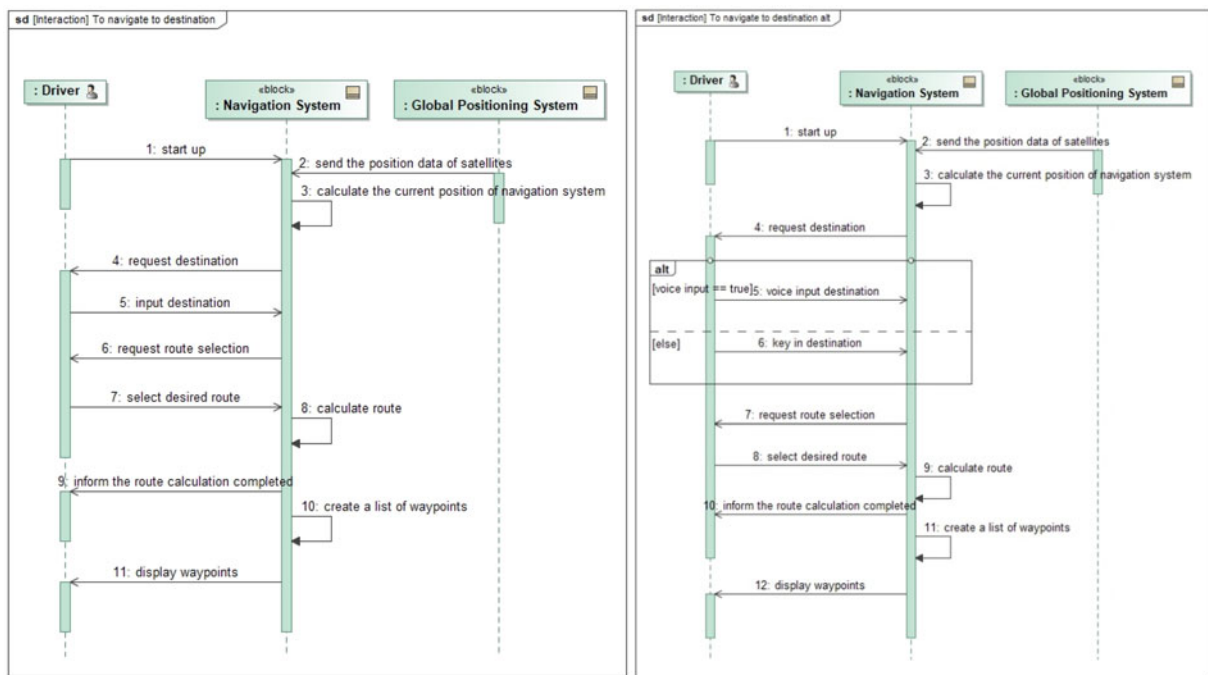 sd [Interaction] To navigate to destination
: Driver
«block»
: Navigation System
«block»
: Global Positioning System
1: start up
2: send the position data of satellites
3: calculate the current position of navigation system
4: request destination
5: input destination
6: request route selection
7: select desired route
8: calculate route
9: inform the route calculation completed
10: create a list of waypoints
11: display waypoints
sd [Interaction] To navigate to destination alt
: Driver
«block»
: Navigation System
«block»
: Global Positioning System
1: start up
2: send the position data of satellites
3: calculate the current position of navigation system
4: request destination
alt
[voice input == true]
5: voice input destination
[else]
6: key in destination
7: request route selection
8: select desired route
9: calculate route
10: inform the route calculation completed
11: create a list of waypoints
12: display waypoints